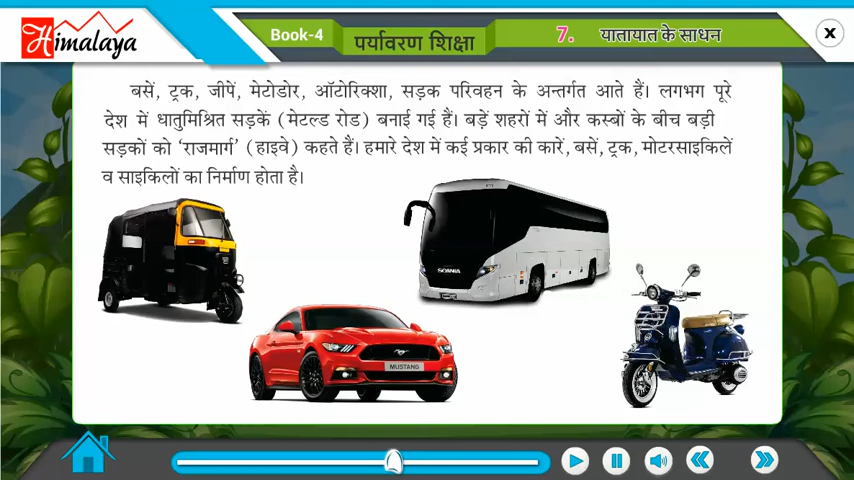 Himalaya
Book-4
पर्यावरण शिक्षा
7. यातायात के साधन
X
बसें, ट्रक, जीपें, मेटोडोर, ऑटोरिक्शा, सड़क परिवहन के अन्तर्गत आते हैं। लगभग पूरे
देश में धातुमिश्रित सड़कें (मेटल्ड रोड) बनाई गई हैं। बड़ें शहरों में और कस्बों के बीच बड़ी
सड़कों को ‘राजमार्ग’ (हाइवे) कहते हैं। हमारे देश में कई प्रकार की कारें, बसें, ट्रक, मोटरसाइकिलें
व साइकिलों का निर्माण होता है।
SCANIA
MUSTANG